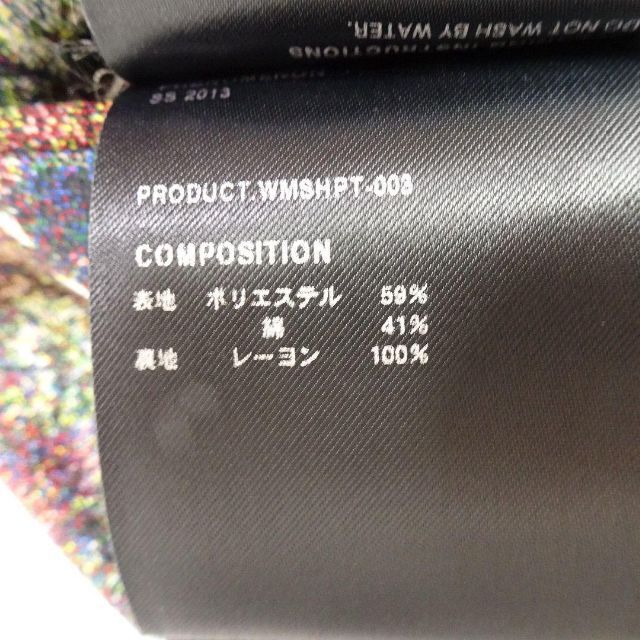 DO NOT WASH BY WATER.
INSTRUCTIONS
SS 2013
PRODUCT.WMSHPT-008
COMPOSITION
表地 ポリエステル 59%
綿 41%
裏地 レーヨン 100%